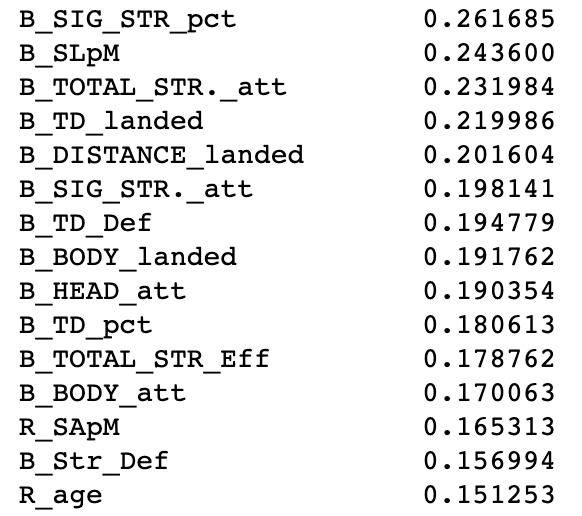 B_SIG_STR_pct 0.261685
B_SLpM 0.243600
B_TOTAL_STR._att 0.231984
B_TD_landed 0.219986
B_DISTANCE_landed 0.201604
B_SIG_STR._att 0.198141
B_TD_Def 0.194779
B_BODY_landed 0.191762
B_HEAD_att 0.190354
B_TD_pct 0.180613
B_TOTAL_STR_Eff 0.178762
B_BODY_att 0.170063
R_SApM 0.165313
B_Str_Def 0.156994
R_age 0.151253